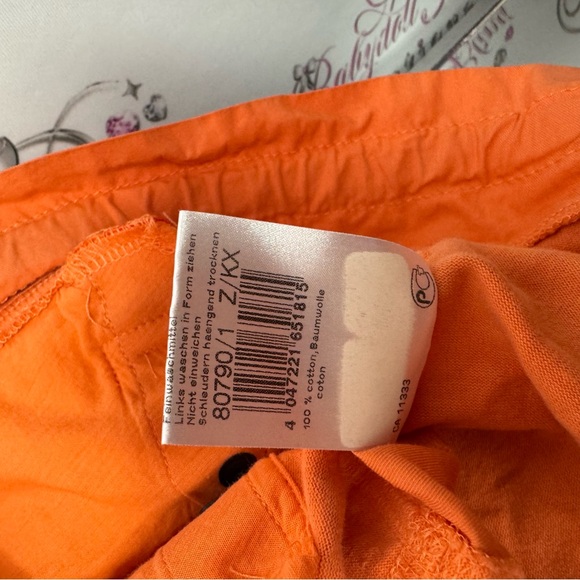 Babydoll
Feinwaschmittel
Links waschen in Form ziehen
Nicht einweichen
Schleudern haengend trocknen
80790/1 Z/KX
4 047221 651815
100 % cotton,Baumwolle
coton
CA 11333